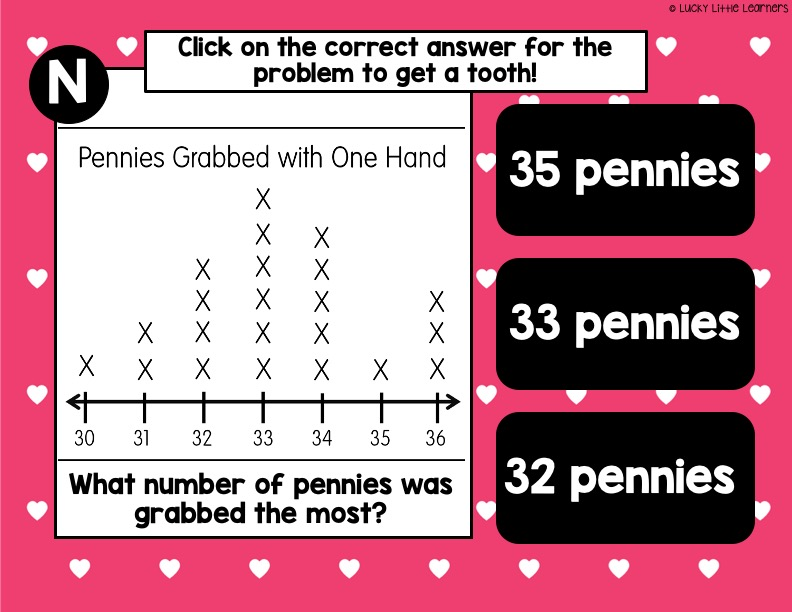 © Lucky Little Learners
Click on the correct answer for the
problem to get a tooth!
N
Pennies Grabbed with One Hand
X
X
X X
X X X
X X X X
X X X X X
X X X X X X X
30 31 32 33 34 35 36
What number of pennies was
grabbed the most?
35 pennies
33 pennies
32 pennies